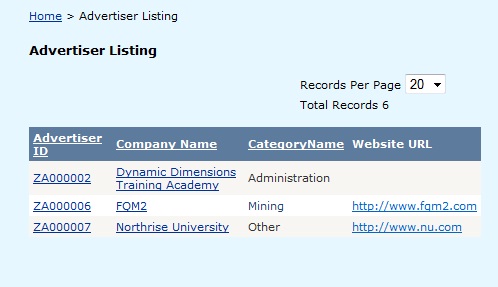 Home > Advertiser Listing
Advertiser Listing
Records Per Page 20
Total Records 6
Advertiser ID Company Name CategoryName Website URL
ZA000002 Dynamic Dimensions Training Academy Administration
ZA000006 FQM2 Mining http://www.fqm2.com
ZA000007 Northrise University Other http://www.nu.com